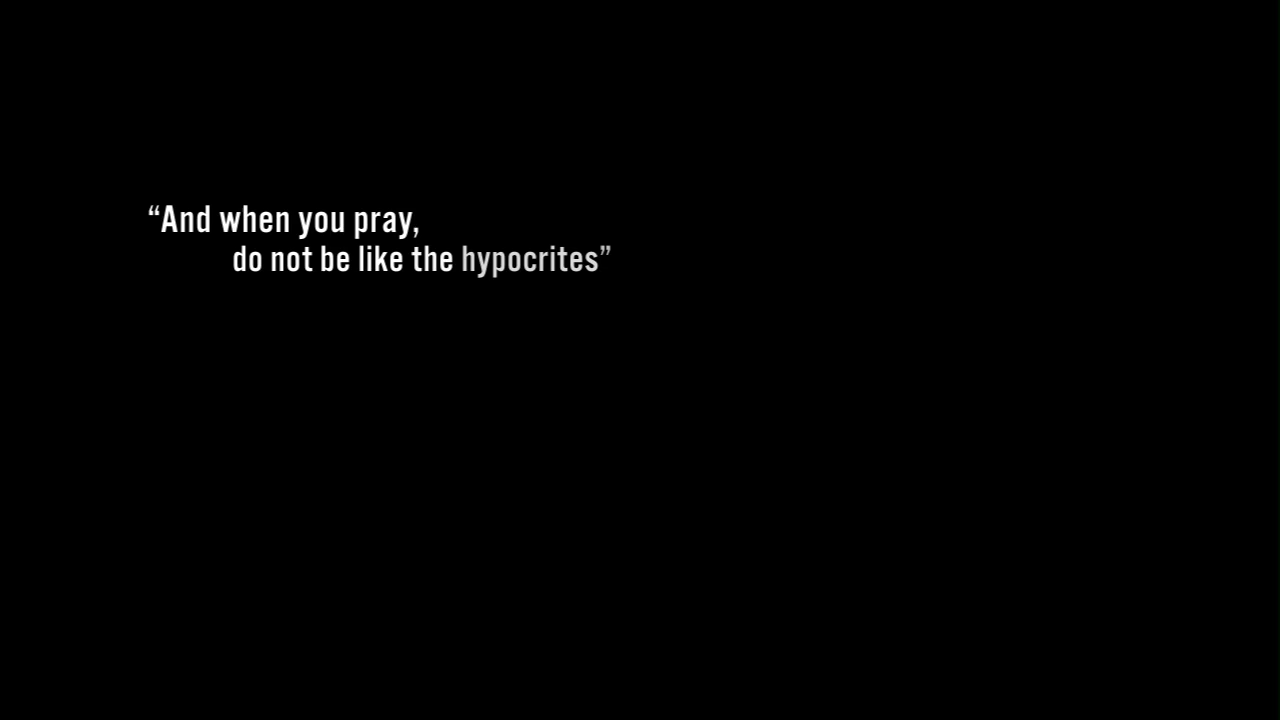 “And when you pray,
do not be like the hypocrites”